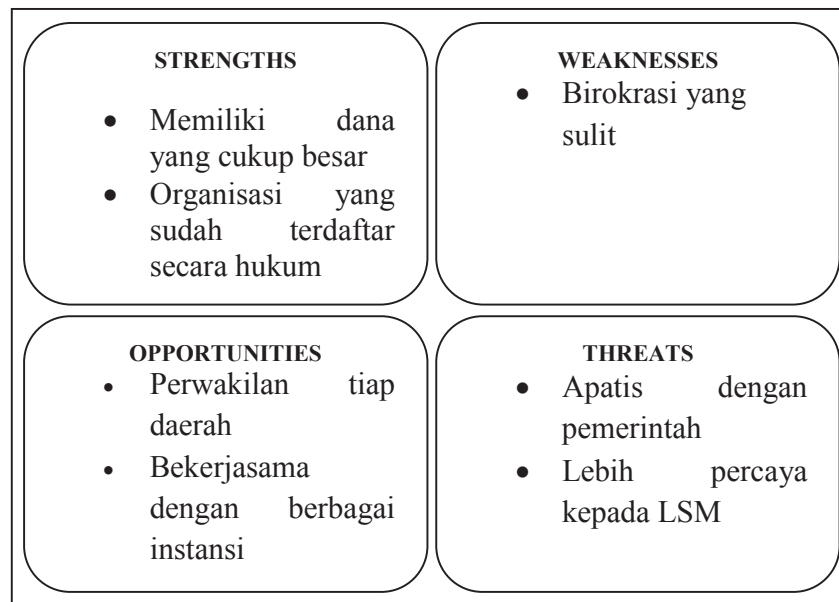 STRENGTHS
• Memiliki dana
yang cukup besar
• Organisasi yang
sudah terdaftar
secara hukum
WEAKNESSES
• Birokrasi yang
sulit
OPPORTUNITIES
• Perwakilan tiap
daerah
• Bekerjasama
dengan berbagai
instansi
THREATS
• Apatis dengan
pemerintah
• Lebih percaya
kepada LSM